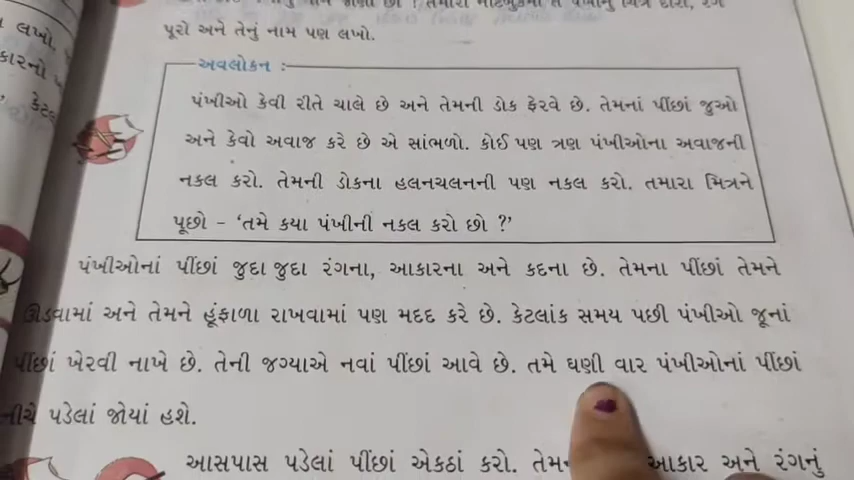 પૂરો અને તેનું નામ પણ લખો.
અવલોકન :
પંખીઓ કેવી રીતે ચાલે છે અને તેમની ડોક ફેરવે છે. તેમનાં પીંછાં જુઓ
અને કેવો અવાજ કરે છે એ સાંભળો. કોઈ પણ ત્રણ પંખીઓના અવાજની
નકલ કરો. તેમની ડોકના હલનચલનની પણ નકલ કરો. તમારા મિત્રને
પૂછો – ‘તમે કયા પંખીની નકલ કરો છો ?’
પંખીઓનાં પીંછાં જુદા જુદા રંગના, આકારના અને કદના છે. તેમના પીંછાં તેમને
ઊડવામાં અને તેમને હૂંફાળા રાખવામાં પણ મદદ કરે છે. કેટલાંક સમય પછી પંખીઓ જૂનાં
પીંછાં ખેરવી નાખે છે. તેની જગ્યાએ નવાં પીંછાં આવે છે. તમે ઘણી વાર પંખીઓનાં પીંછાં
નીચે પડેલાં જોયાં હશે.
આસપાસ પડેલાં પીંછાં એકઠાં કરો. આકાર અને રંગનું